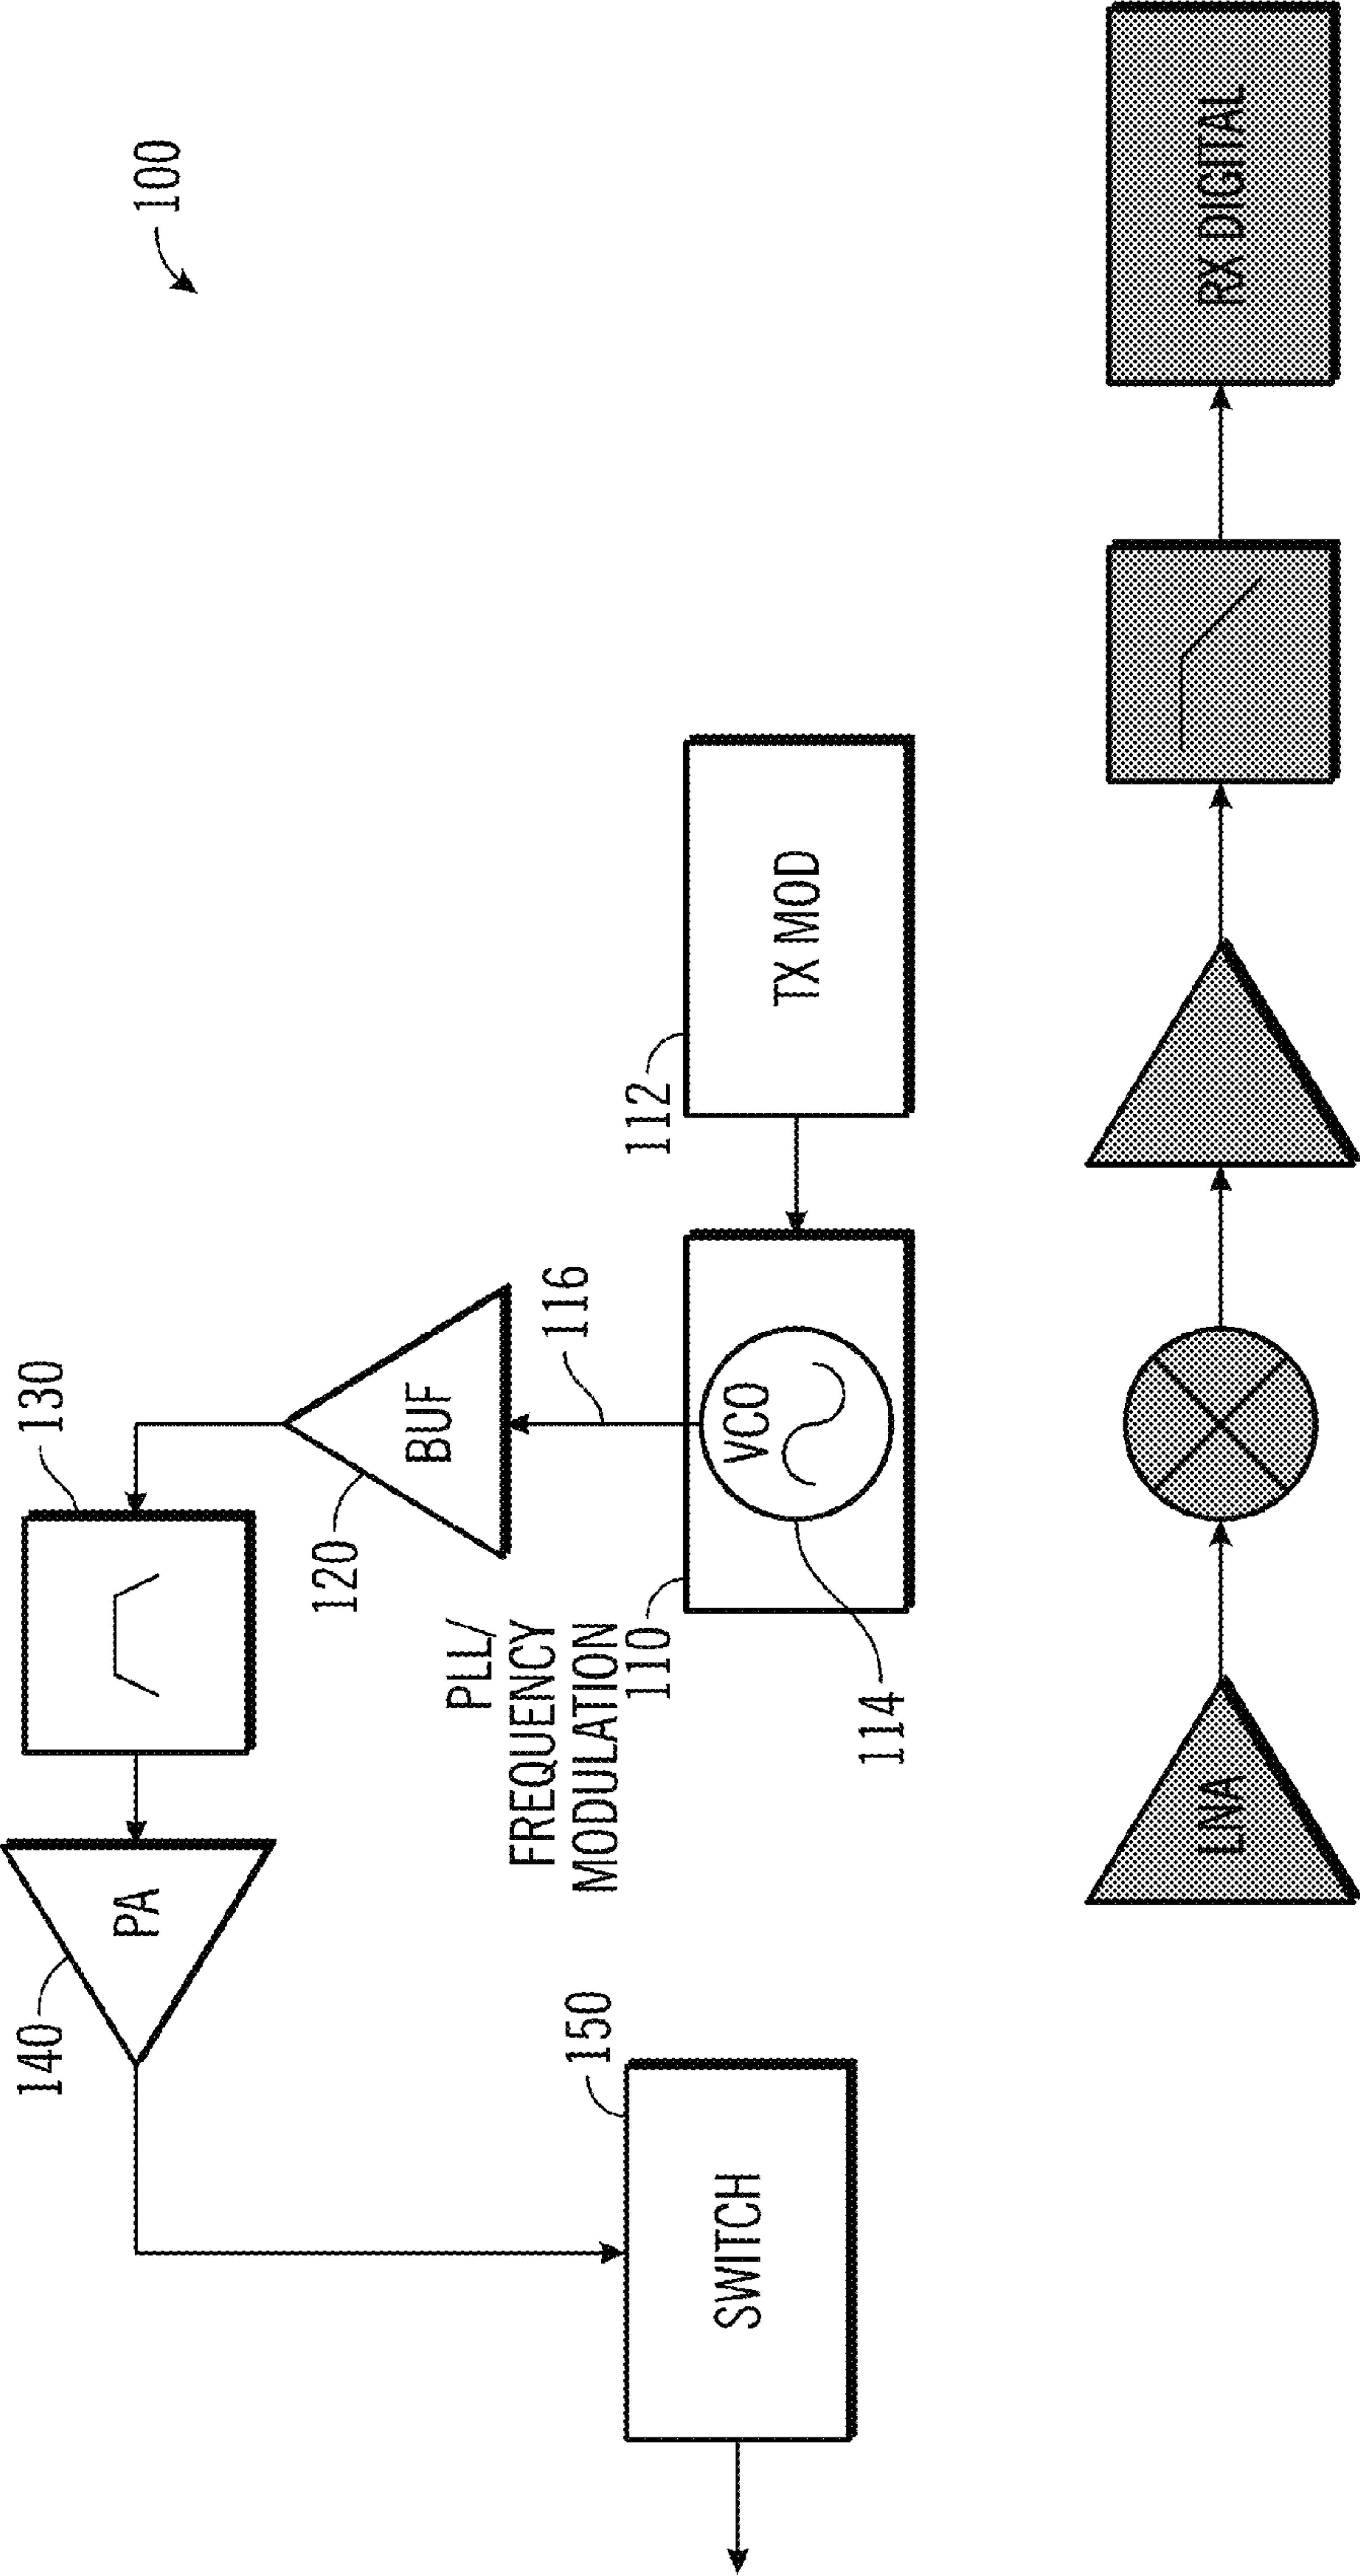 100
140
PA
130
120
BUF
116
PLL/
FREQUENCY
MODULATION
110
VCO
114
112
TX MOD
150
SWITCH
LNA
RX DIGITAL